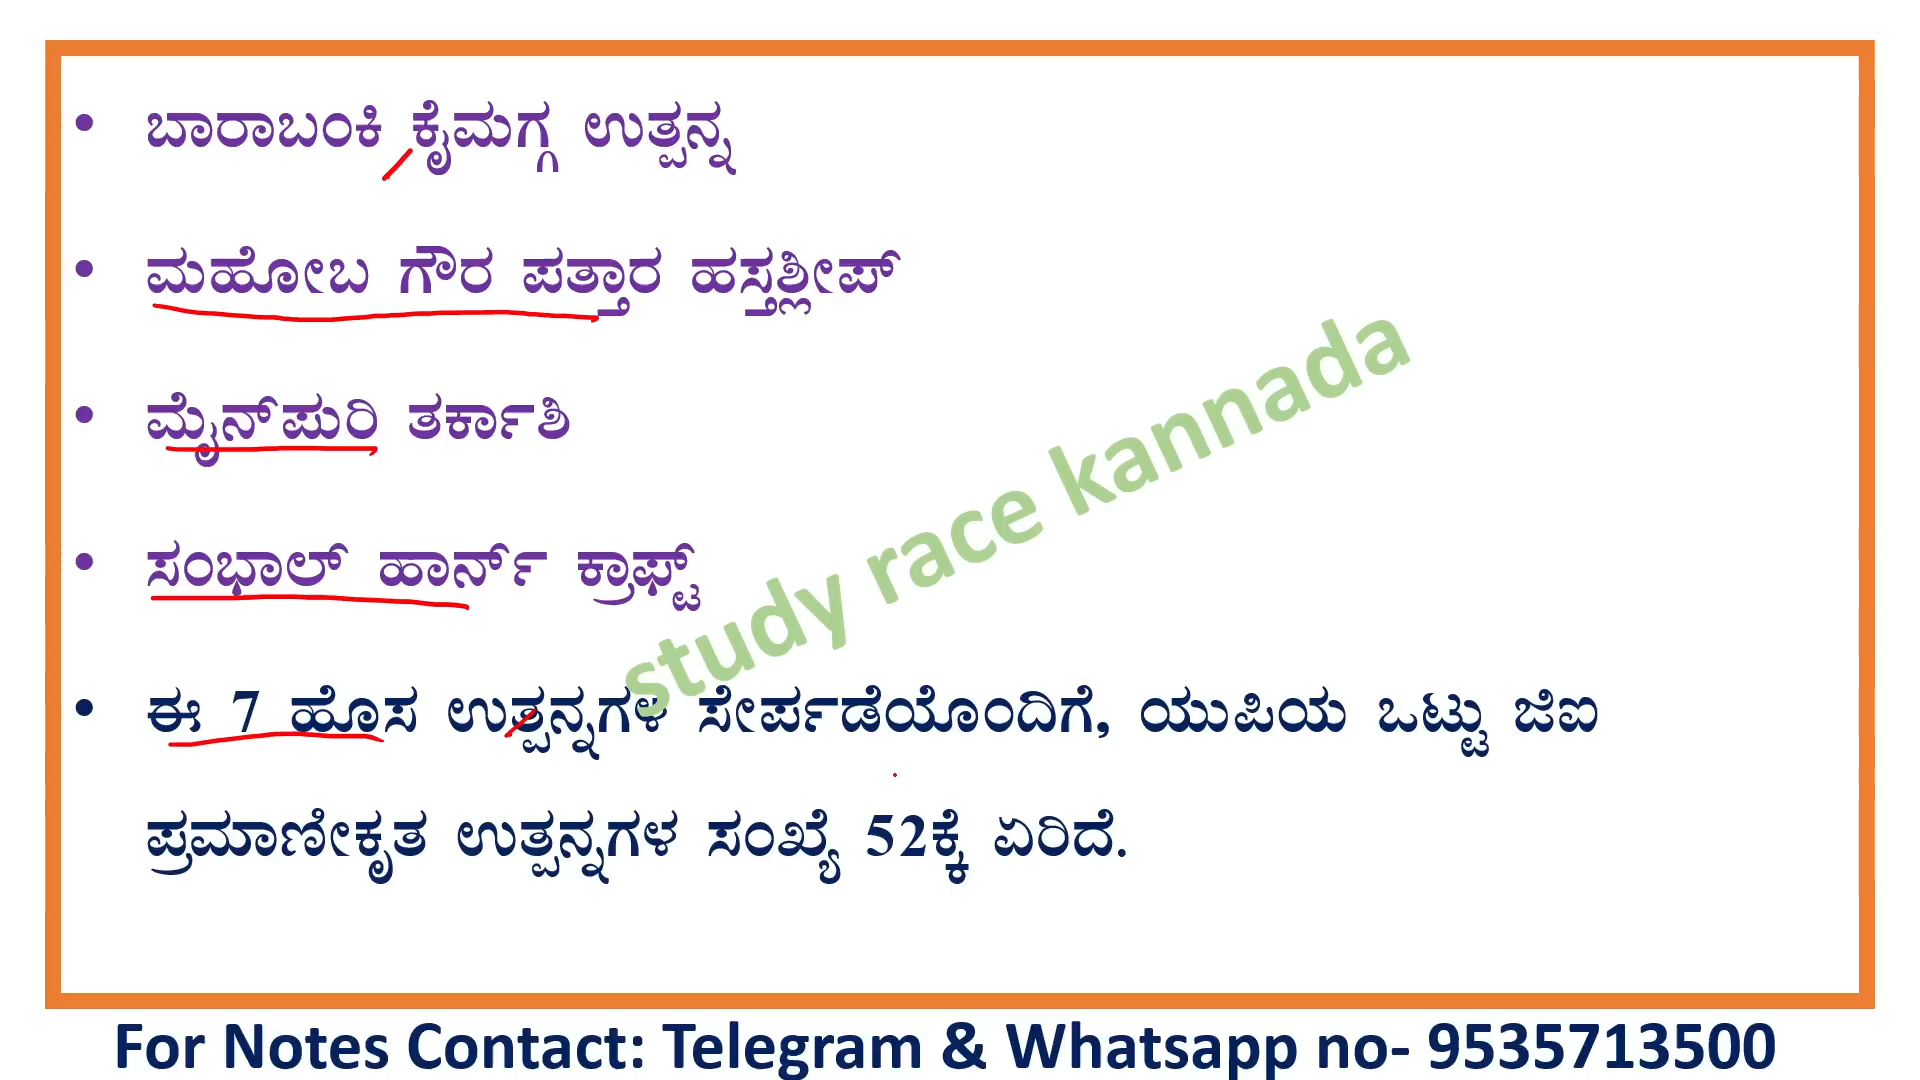 • ಬಾರಾಬಂಕಿ ಕೈಮಗ್ಗ ಉತ್ಪನ್ನ
• ಮಹೋಬ ಗೌರ ಪತ್ತಾರ ಹಸ್ತಶ್ಲೀಪ್
• ಮೈನ್‌ಪುರಿ ತರ್ಕಾಶಿ
• ಸಂಭಾಲ್ ಹಾರ್ನ್ ಕ್ರಾಫ್ಟ್
• ಈ 7 ಹೊಸ ಉತ್ಪನ್ನಗಳ ಸೇರ್ಪಡೆಯೊಂದಿಗೆ, ಯುಪಿಯ ಒಟ್ಟು ಜಿಐ
ಪ್ರಮಾಣೀಕೃತ ಉತ್ಪನ್ನಗಳ ಸಂಖ್ಯೆ 52ಕ್ಕೆ ಏರಿದೆ.
study race kannada
For Notes Contact: Telegram & Whatsapp no- 9535713500